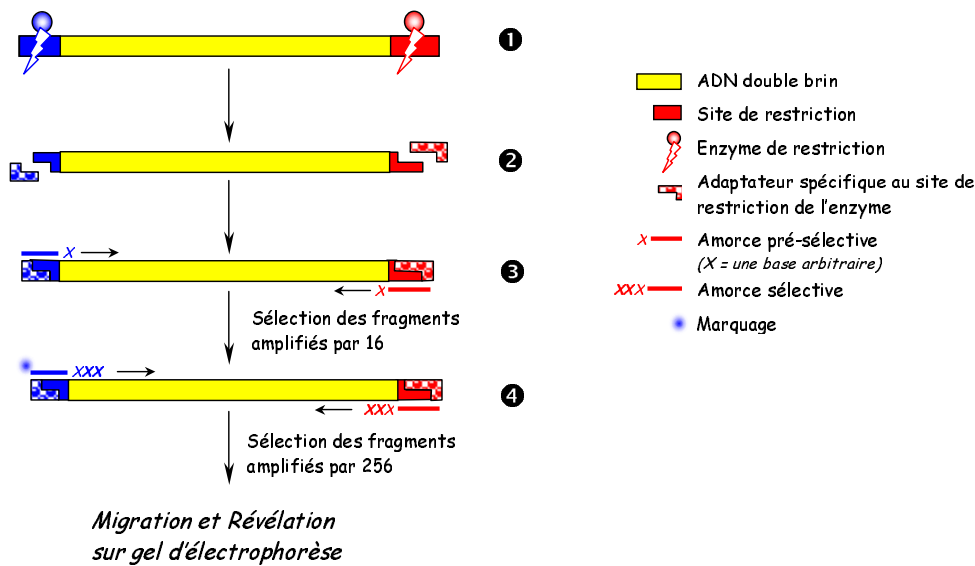 ❶
❷
X
❸
X
Sélection des fragments
amplifiés par 16
XXX
❹
XXX
Sélection des fragments
amplifiés par 256
Migration et Révélation
sur gel d'électrophorèse
ADN double brin
Site de restriction
Enzyme de restriction
Adaptateur spécifique au site de
restriction de l'enzyme
X Amorce pré-sélective
(X = une base arbitraire)
XXX Amorce sélective
Marquage